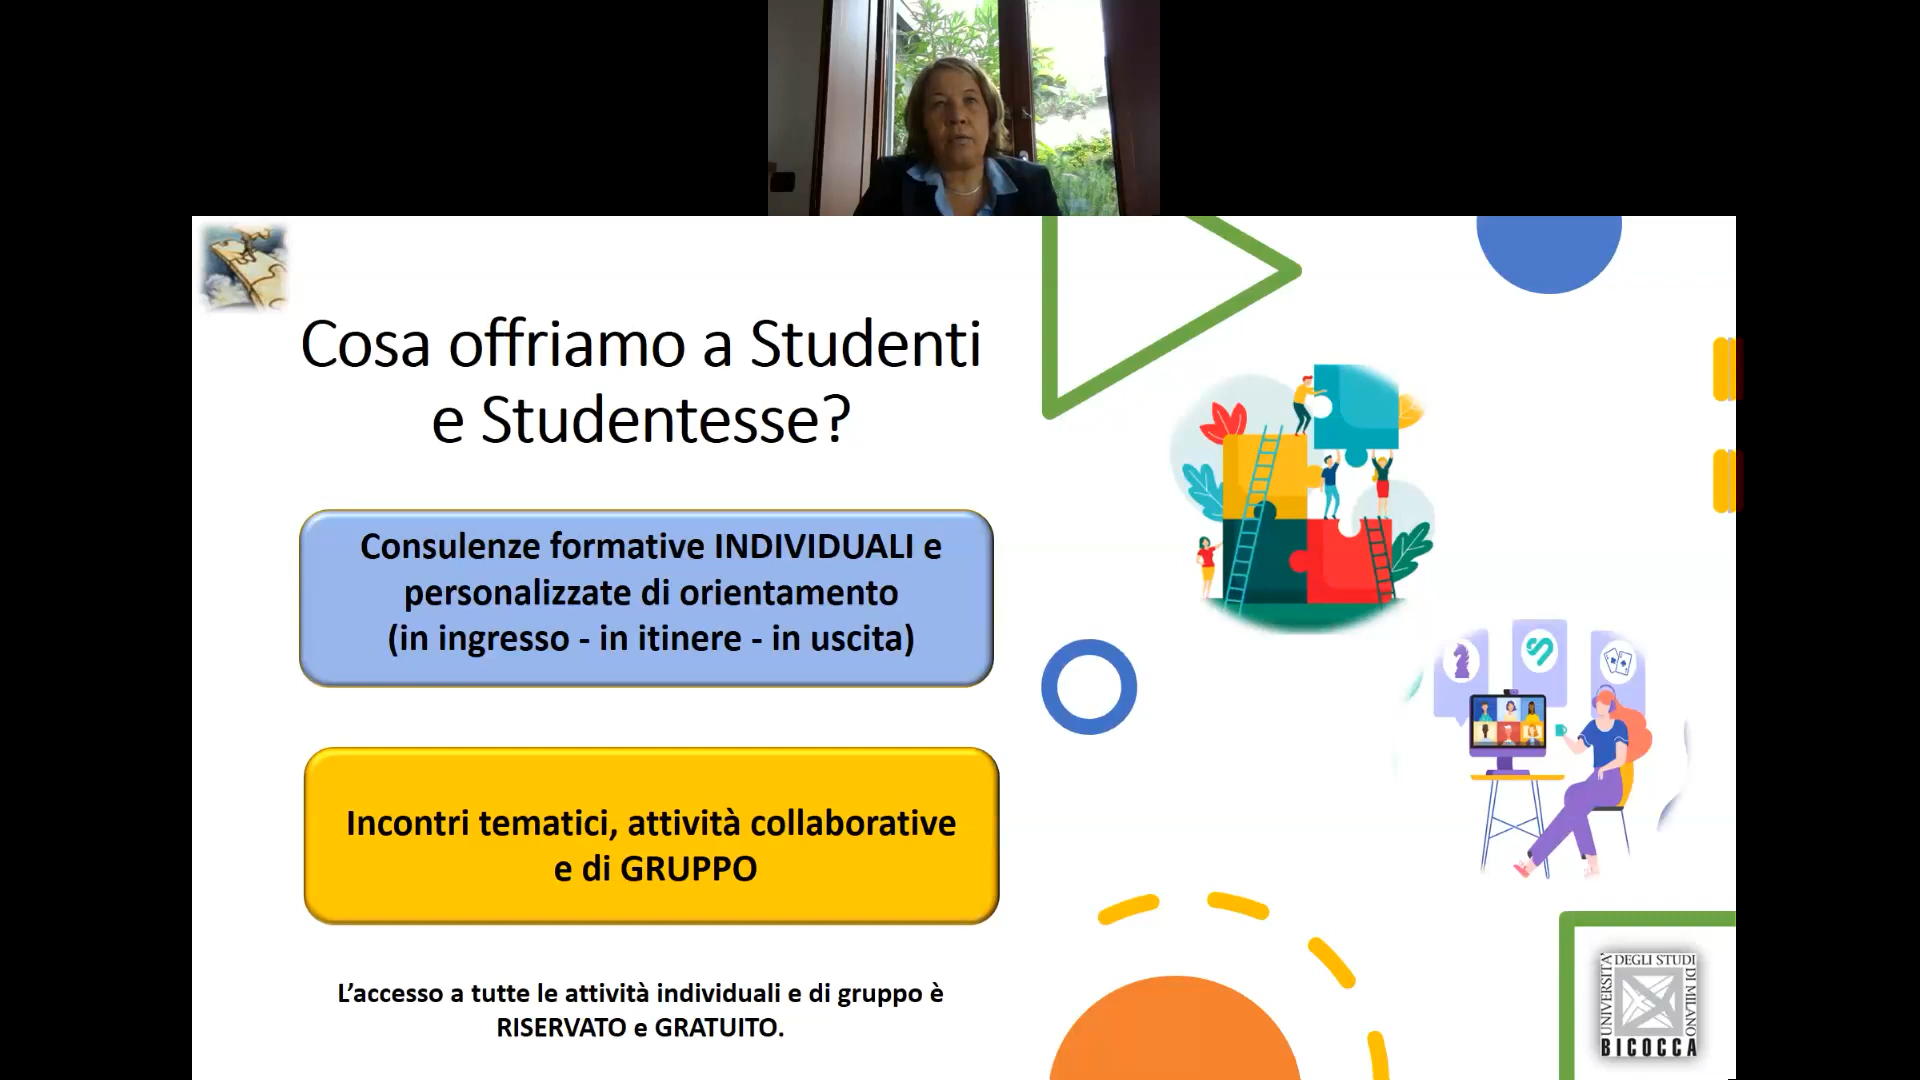 Cosa offriamo a Studenti
e Studentesse?
Consulenze formative INDIVIDUALI e
personalizzate di orientamento
(in ingresso - in itinere - in uscita)
Incontri tematici, attività collaborative
e di GRUPPO
L’accesso a tutte le attività individuali e di gruppo è
RISERVATO e GRATUITO.
UNIVERSITÀ DEGLI STUDI DI MILANO
BICOCCA